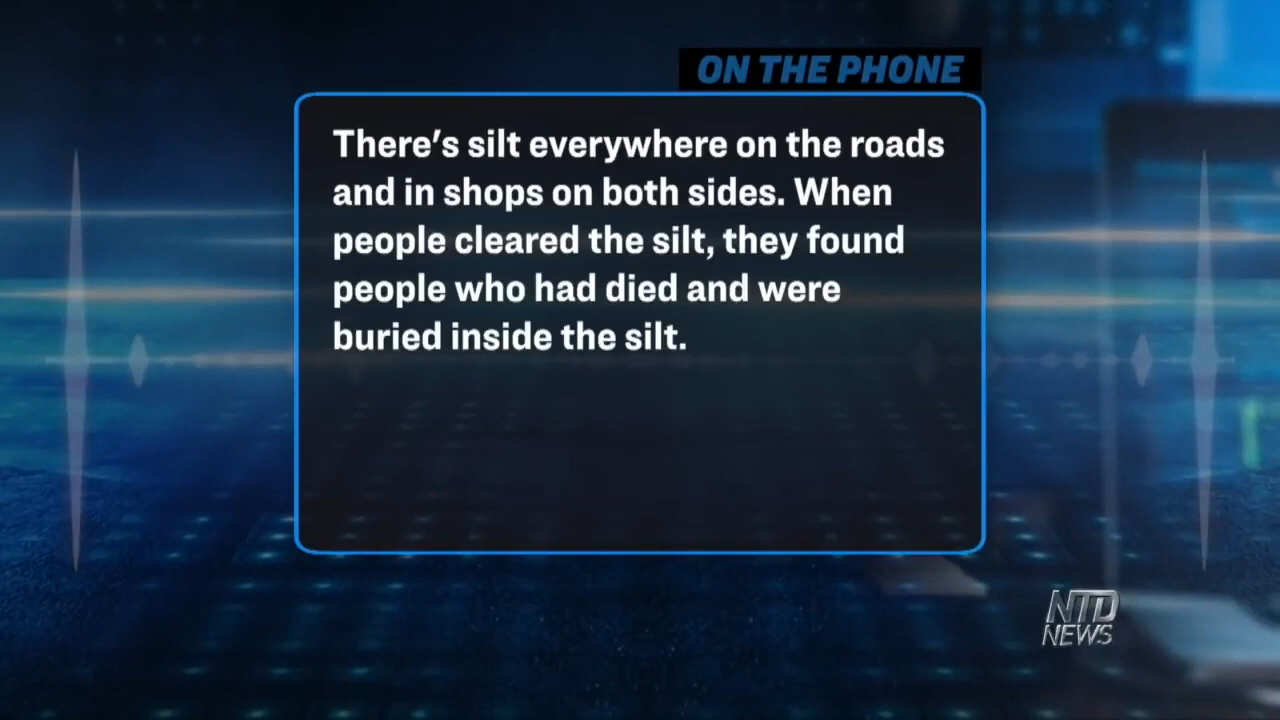 ON THE PHONE
There's silt everywhere on the roads
and in shops on both sides. When
people cleared the silt, they found
people who had died and were
buried inside the silt.
NTD
NEWS